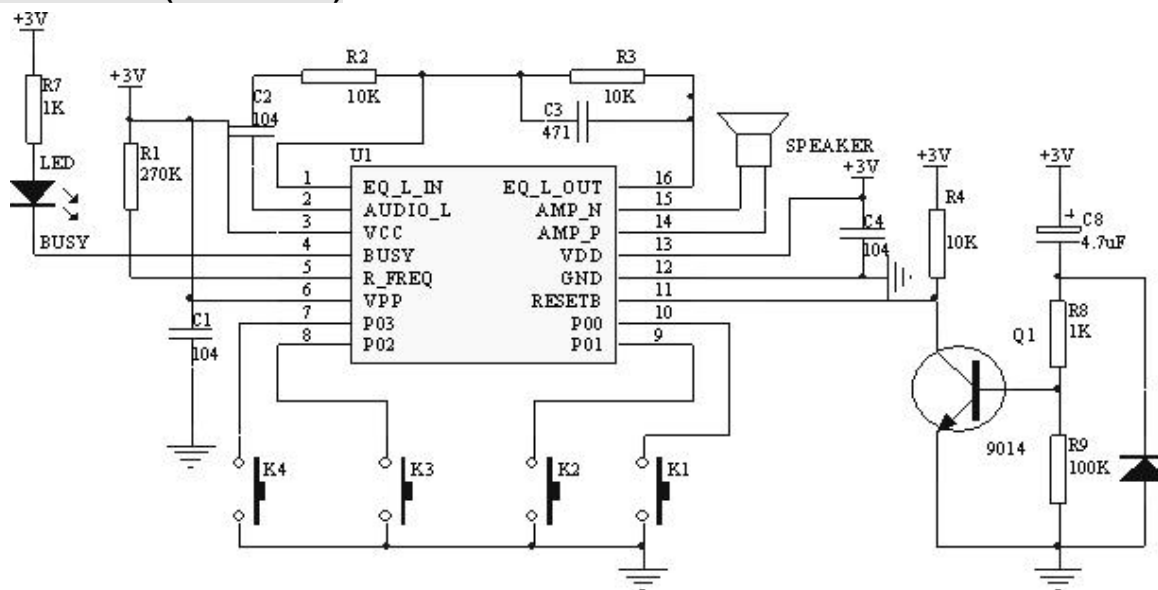 +3V
R7
1K
LED
BUSY
+3V
R1
270K
C2
104
R2
10K
C3
471
R3
10K
SPEAKER
+3V
C4
104
+3V
R4
10K
+3V
C8
+
4.7uF
U1
1 EQ_L_IN EQ_L_OUT 16
2 AUDIO_L AMP_N 15
3 VCC AMP_P 14
4 BUSY VDD 13
5 R_FREQ GND 12
6 VPP RESETB 11
7 P03 P00 10
8 P02 P01 9
C1
104
R8
1K
Q1
9014
R9
100K
K4
K3
K2
K1